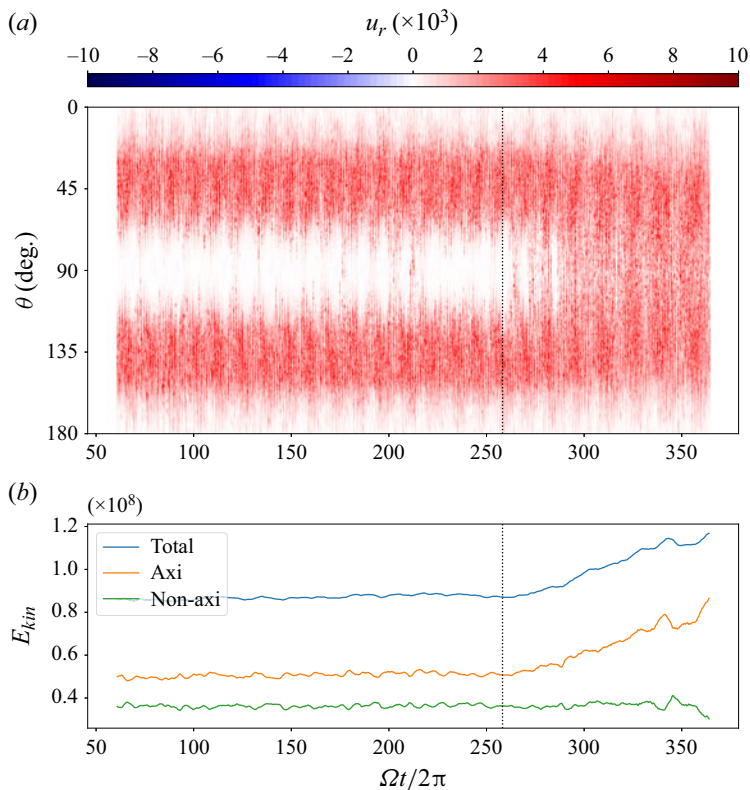 (a)
u_r (×10^3)
−10 −8 −6 −4 −2 0 2 4 6 8 10
0
45
90
135
180
θ (deg.)
50 100 150 200 250 300 350
(b)
(×10^8)
1.2
1.0
0.8
0.6
0.4
E_kin
Total
Axi
Non-axi
50 100 150 200 250 300 350
Ωt/2π